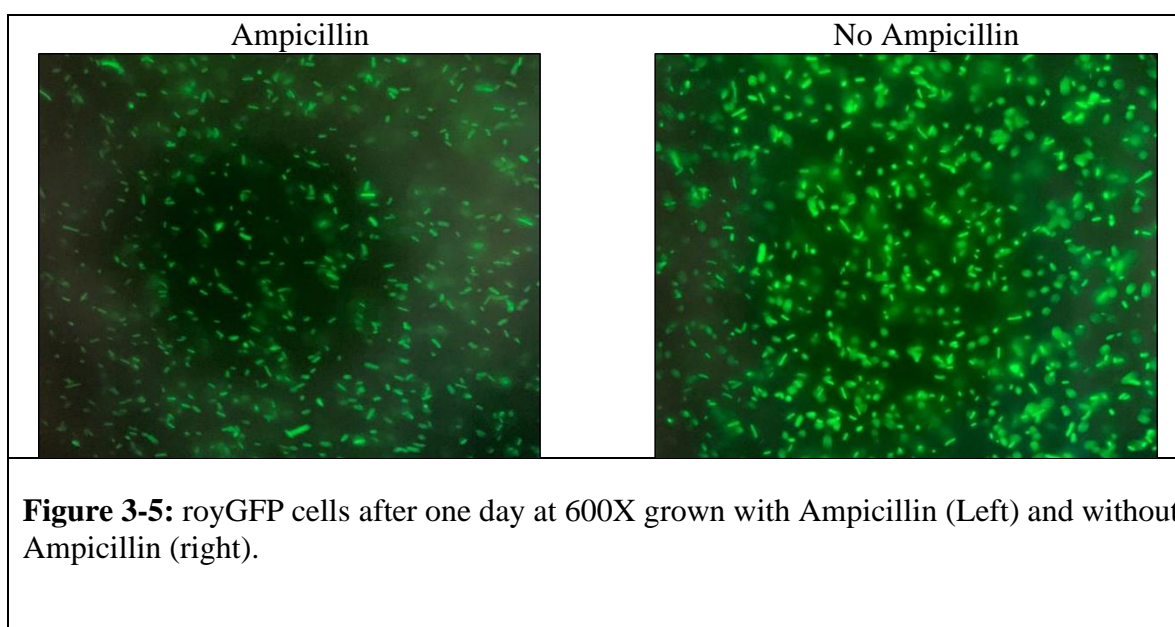 Ampicillin
No Ampicillin
Figure 3-5: royGFP cells after one day at 600X grown with Ampicillin (Left) and without
Ampicillin (right).